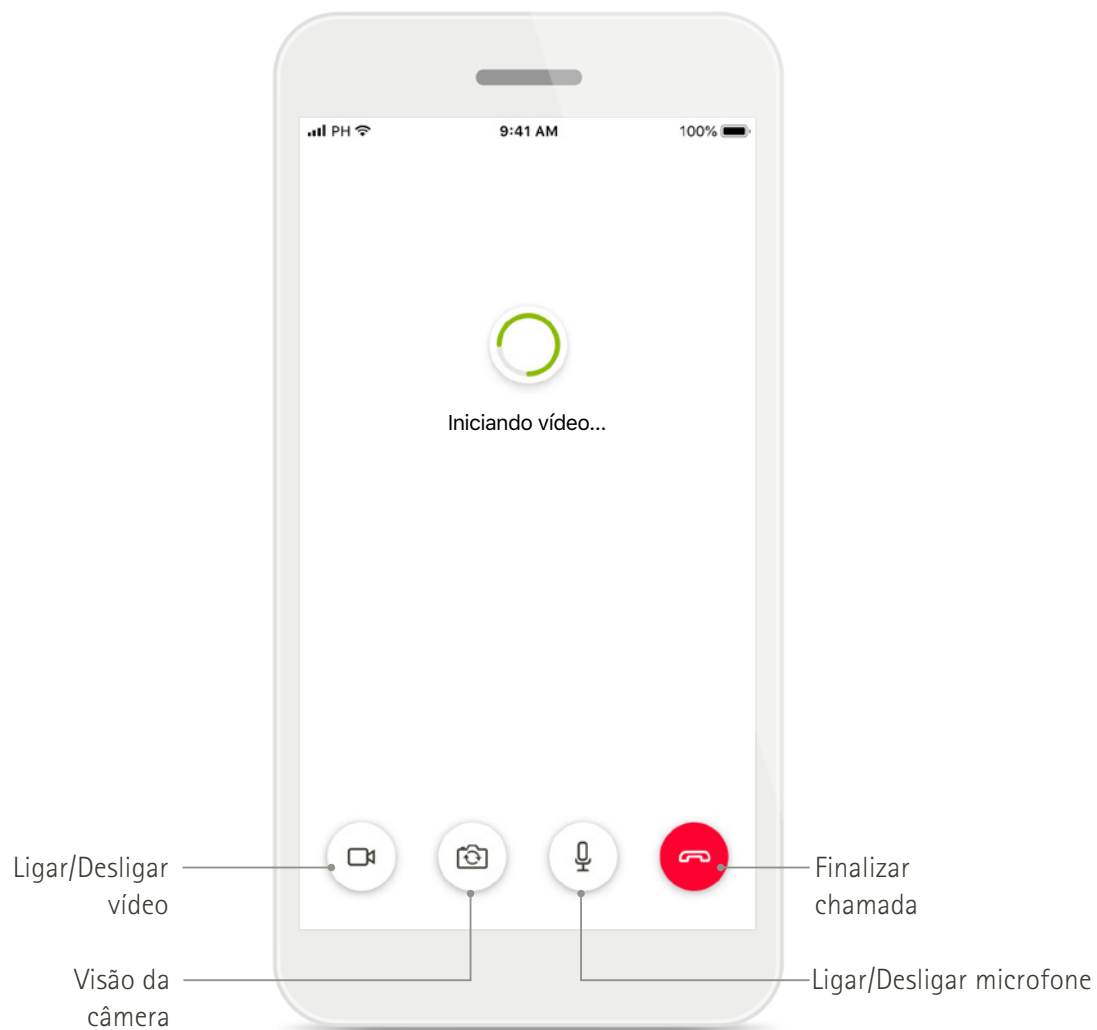 PH 9:41 AM 100%
Iniciando vídeo...
Ligar/Desligar
vídeo
Finalizar
chamada
Visão da
câmera
Ligar/Desligar microfone